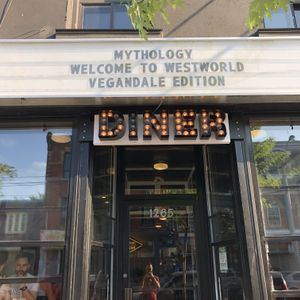 MYTHOLOGY
WELCOME TO WESTWORLD
VEGANDALE EDITION
DINER
1265